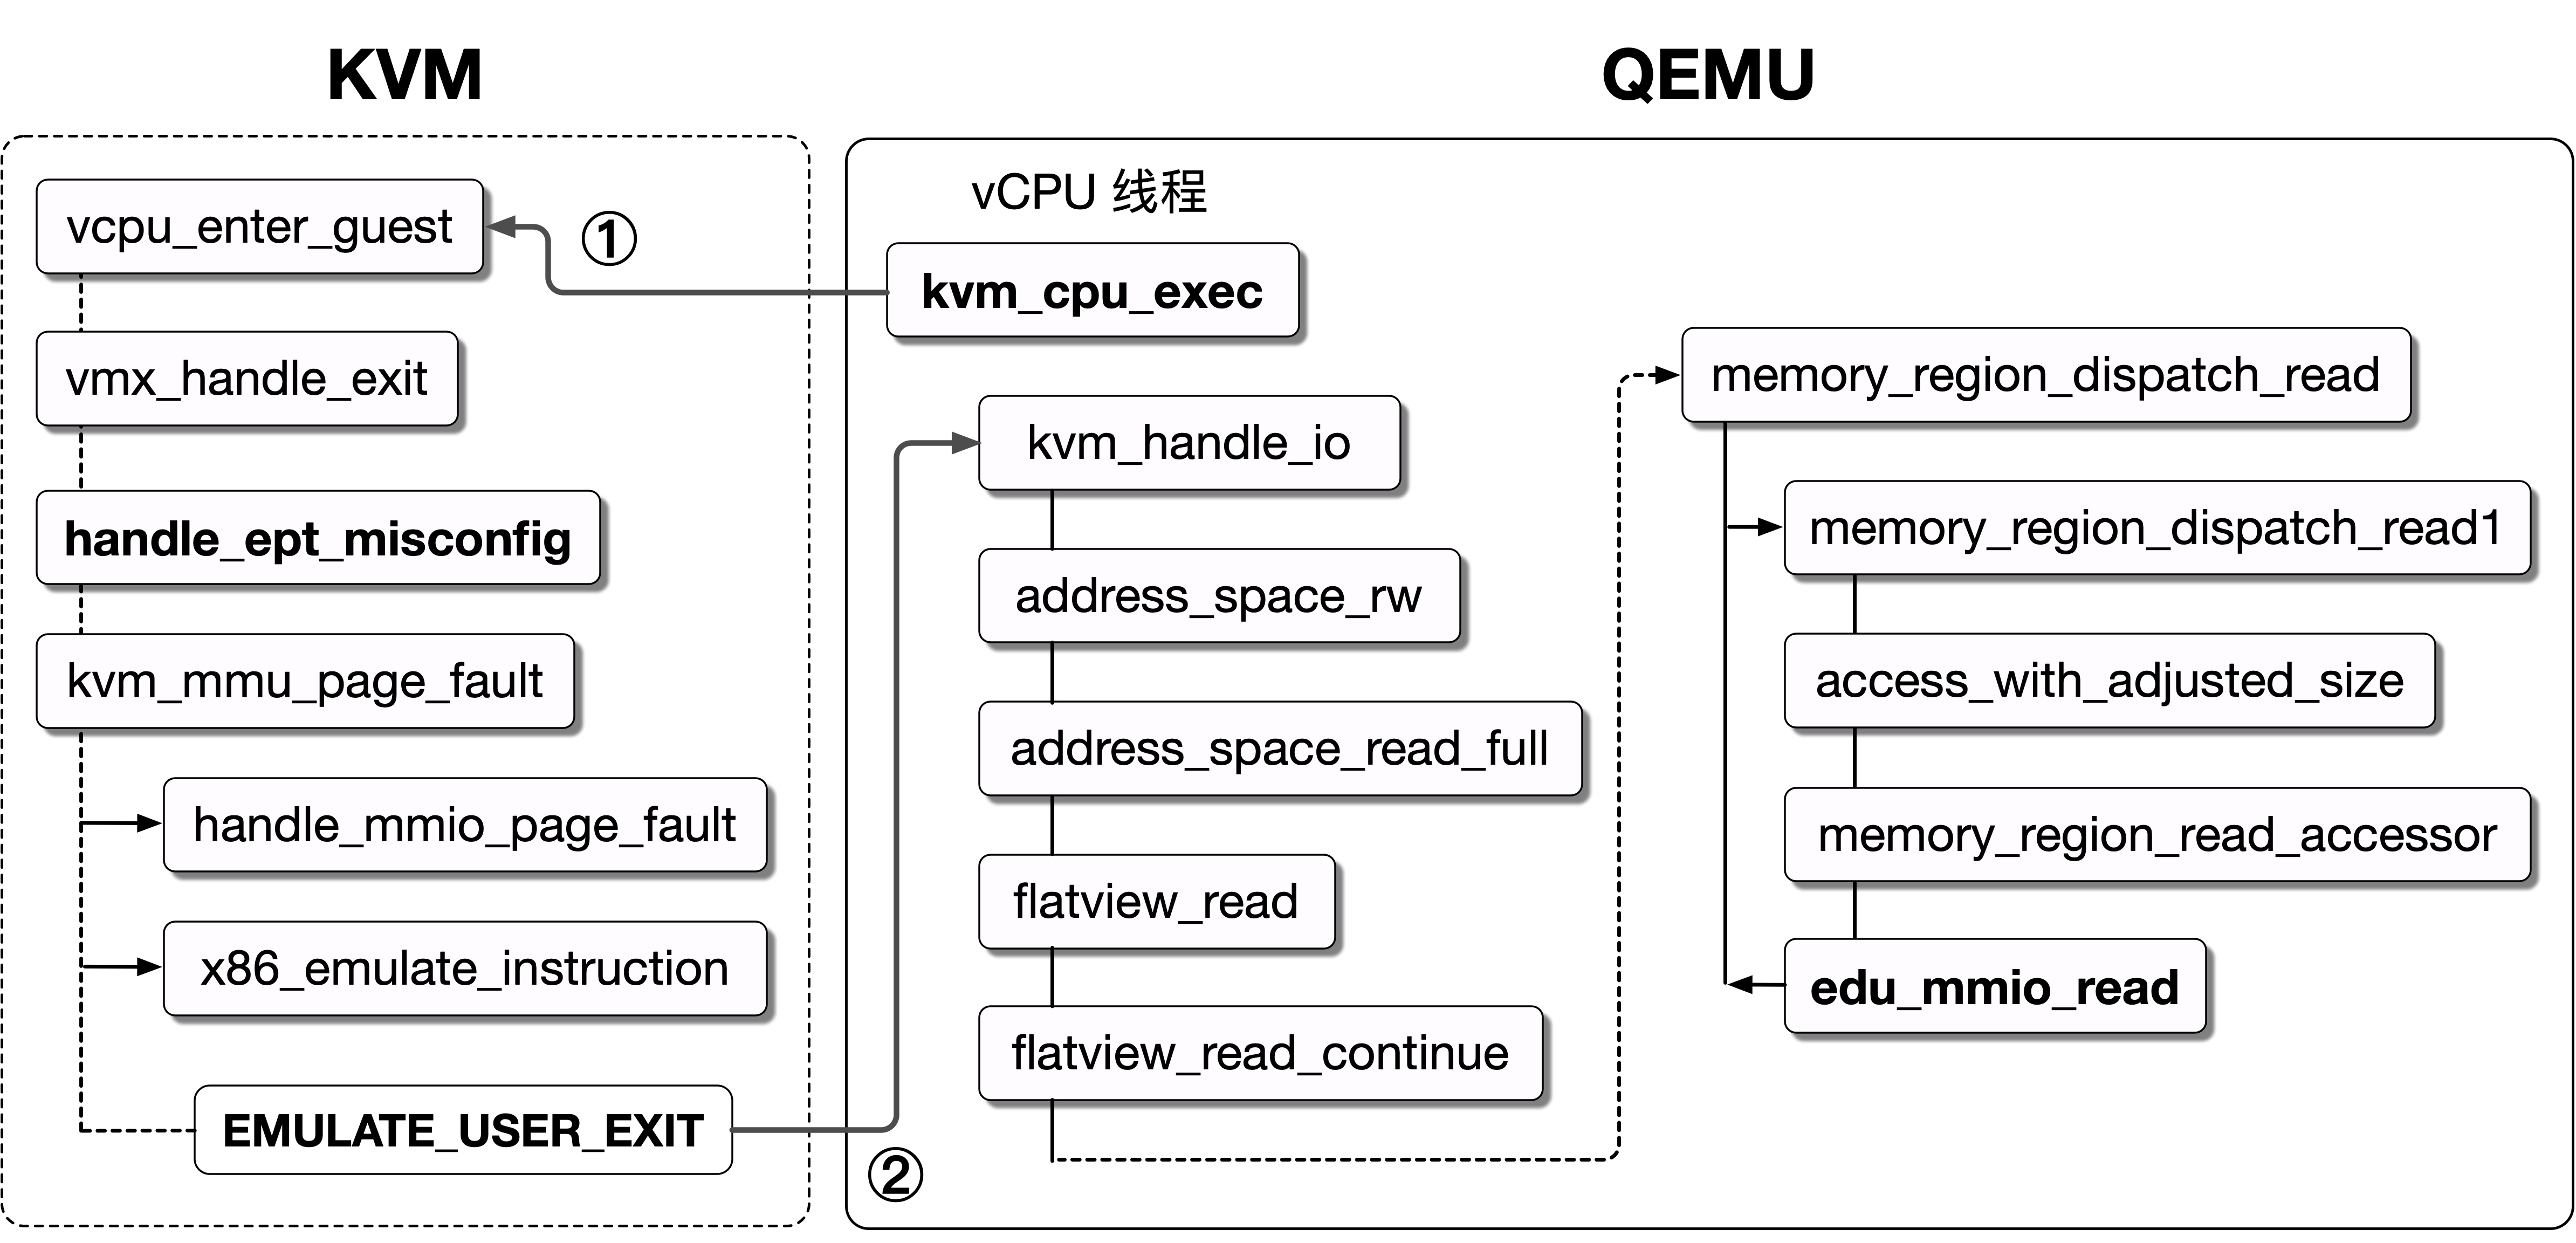 KVM
QEMU
vcpu_enter_guest
vmx_handle_exit
handle_ept_misconfig
kvm_mmu_page_fault
handle_mmio_page_fault
x86_emulate_instruction
EMULATE_USER_EXIT
①
②
vCPU 线程
kvm_cpu_exec
kvm_handle_io
address_space_rw
address_space_read_full
flatview_read
flatview_read_continue
memory_region_dispatch_read
memory_region_dispatch_read1
access_with_adjusted_size
memory_region_read_accessor
edu_mmio_read